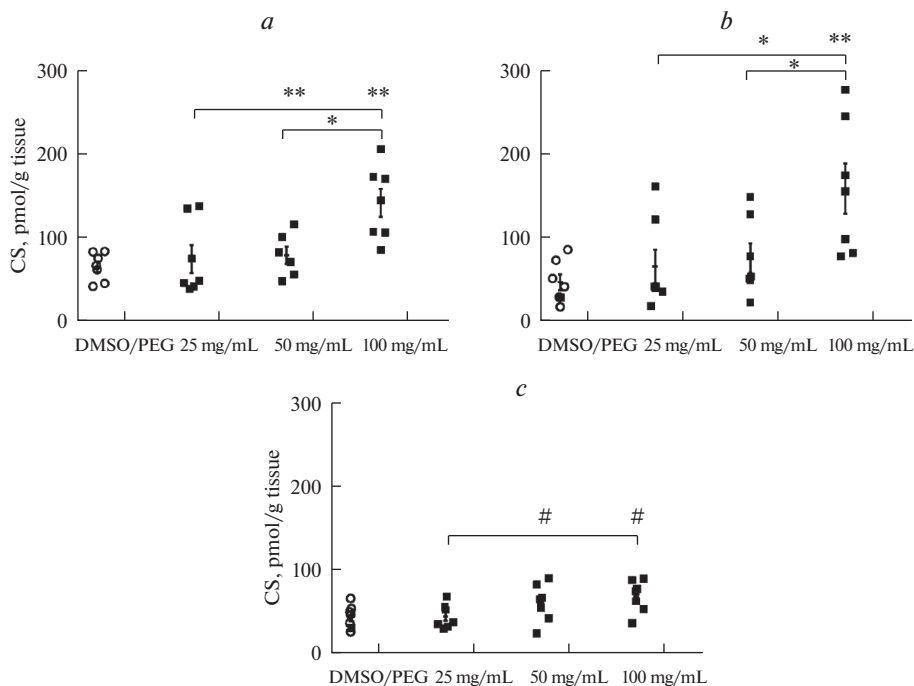 a
b
* **
300 ** ** 300 *
*
200 200
CS, pmol/g tissue
100 100
0 0
DMSO/PEG 25 mg/mL 50 mg/mL 100 mg/mL DMSO/PEG 25 mg/mL 50 mg/mL 100 mg/mL
c
300
CS, pmol/g tissue
200
# #
100
0
DMSO/PEG 25 mg/mL 50 mg/mL 100 mg/mL